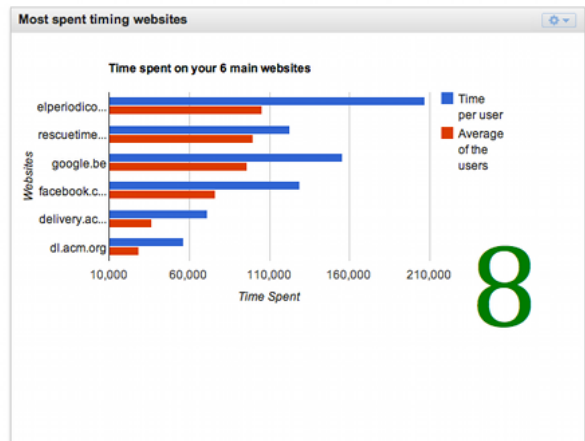 Most spent timing websites
Time spent on your 6 main websites
Websites
elperiodico...
rescuetime...
google.be
facebook.c...
delivery.ac...
dl.acm.org
10,000 60,000 110,000 160,000 210,000
Time Spent
Time
per user
Average
of the
users
8